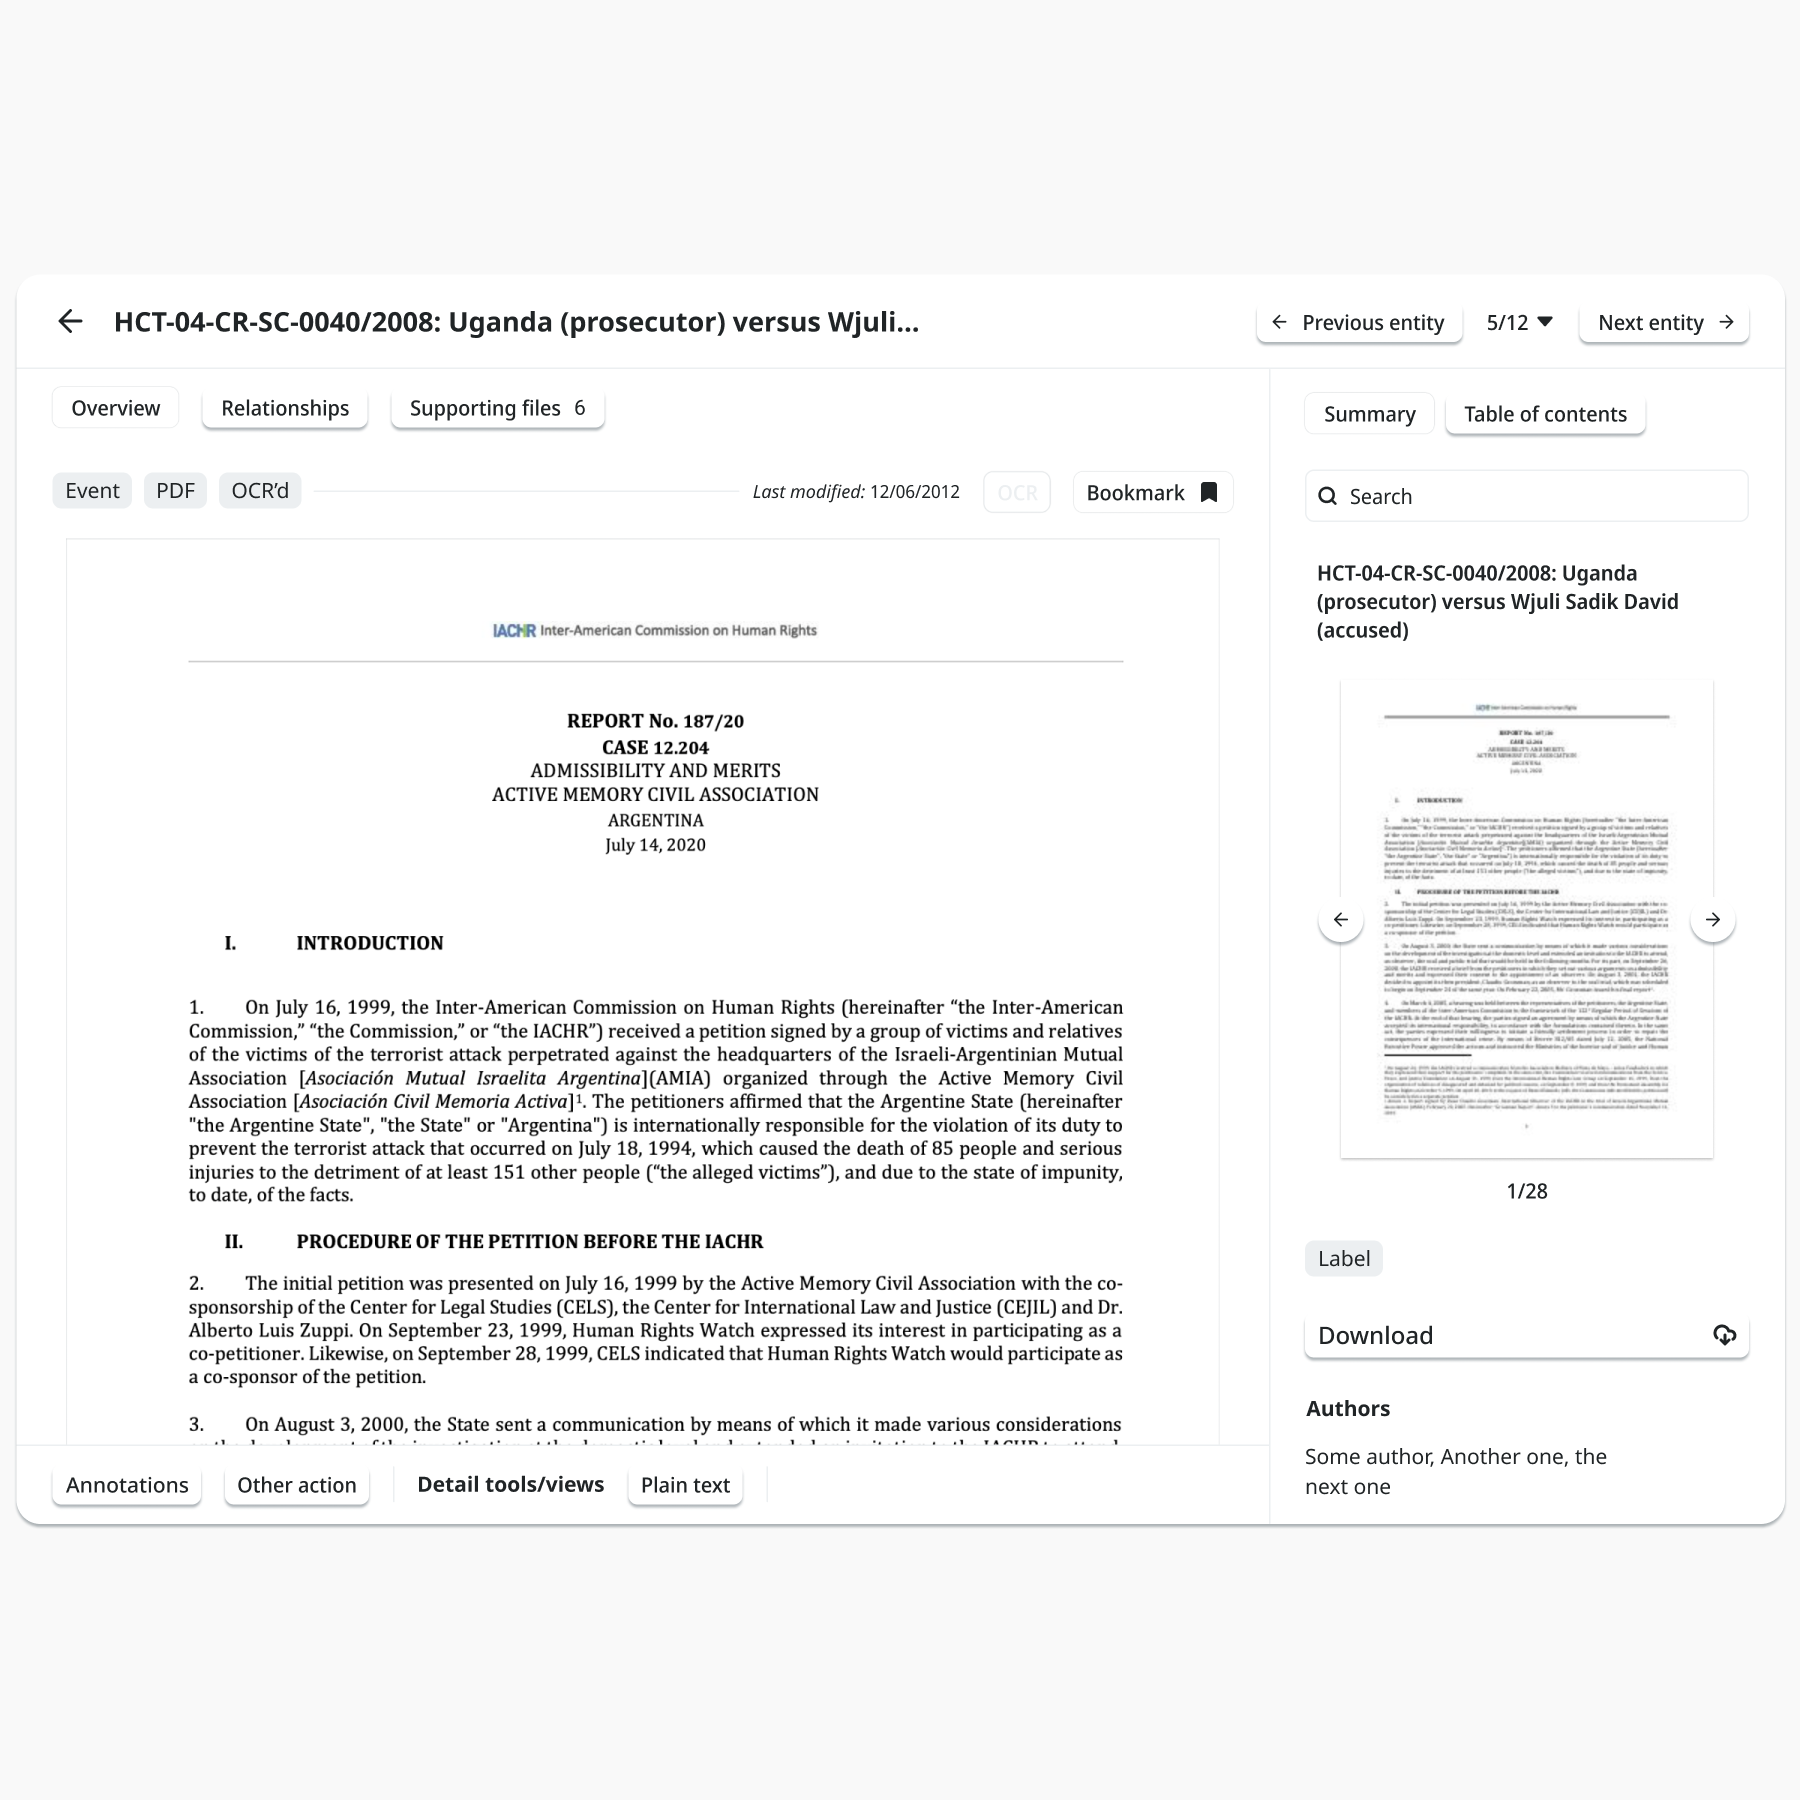 HCT-04-CR-SC-0040/2008: Uganda (prosecutor) versus Wjuli...
Previous entity
5/12
Next entity
Overview
Relationships
Supporting files 6
Event
PDF
OCR’d
Last modified: 12/06/2012
OCR
Bookmark
IACHR Inter-American Commission on Human Rights
REPORT No. 187/20
CASE 12.204
ADMISSIBILITY AND MERITS
ACTIVE MEMORY CIVIL ASSOCIATION
ARGENTINA
July 14, 2020
I. INTRODUCTION
1. On July 16, 1999, the Inter-American Commission on Human Rights (hereinafter “the Inter-American
Commission,” “the Commission,” or “the IACHR”) received a petition signed by a group of victims and relatives
of the victims of the terrorist attack perpetrated against the headquarters of the Israeli-Argentinian Mutual
Association [Asociación Mutual Israelita Argentina](AMIA) organized through the Active Memory Civil
Association [Asociación Civil Memoria Activa]¹. The petitioners affirmed that the Argentine State (hereinafter
"the Argentine State", "the State" or "Argentina") is internationally responsible for the violation of its duty to
prevent the terrorist attack that occurred on July 18, 1994, which caused the death of 85 people and serious
injuries to the detriment of at least 151 other people (“the alleged victims”), and due to the state of impunity,
to date, of the facts.
II. PROCEDURE OF THE PETITION BEFORE THE IACHR
2. The initial petition was presented on July 16, 1999 by the Active Memory Civil Association with the co-
sponsorship of the Center for Legal Studies (CELS), the Center for International Law and Justice (CEJIL) and Dr.
Alberto Luis Zuppi. On September 23, 1999, Human Rights Watch expressed its interest in participating as a
co-petitioner. Likewise, on September 28, 1999, CELS indicated that Human Rights Watch would participate as
a co-sponsor of the petition.
3. On August 3, 2000, the State sent a communication by means of which it made various considerations
Annotations
Other action
Detail tools/views
Plain text
Summary
Table of contents
Search
HCT-04-CR-SC-0040/2008: Uganda
(prosecutor) versus Wjuli Sadik David
(accused)
1/28
Label
Download
Authors
Some author, Another one, the
next one